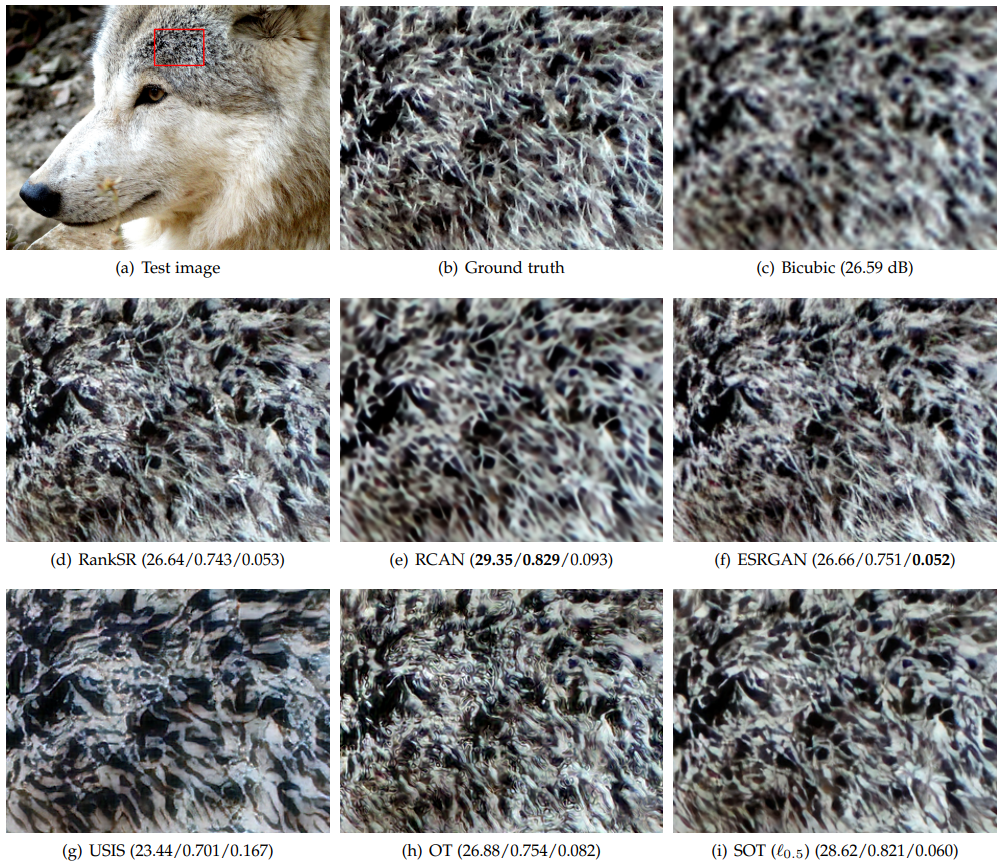 (a) Test image
(b) Ground truth
(c) Bicubic (26.59 dB)
(d) RankSR (26.64/0.743/0.053)
(e) RCAN (29.35/0.829/0.093)
(f) ESRGAN (26.66/0.751/0.052)
(g) USIS (23.44/0.701/0.167)
(h) OT (26.88/0.754/0.082)
(i) SOT (ℓ0.5) (28.62/0.821/0.060)